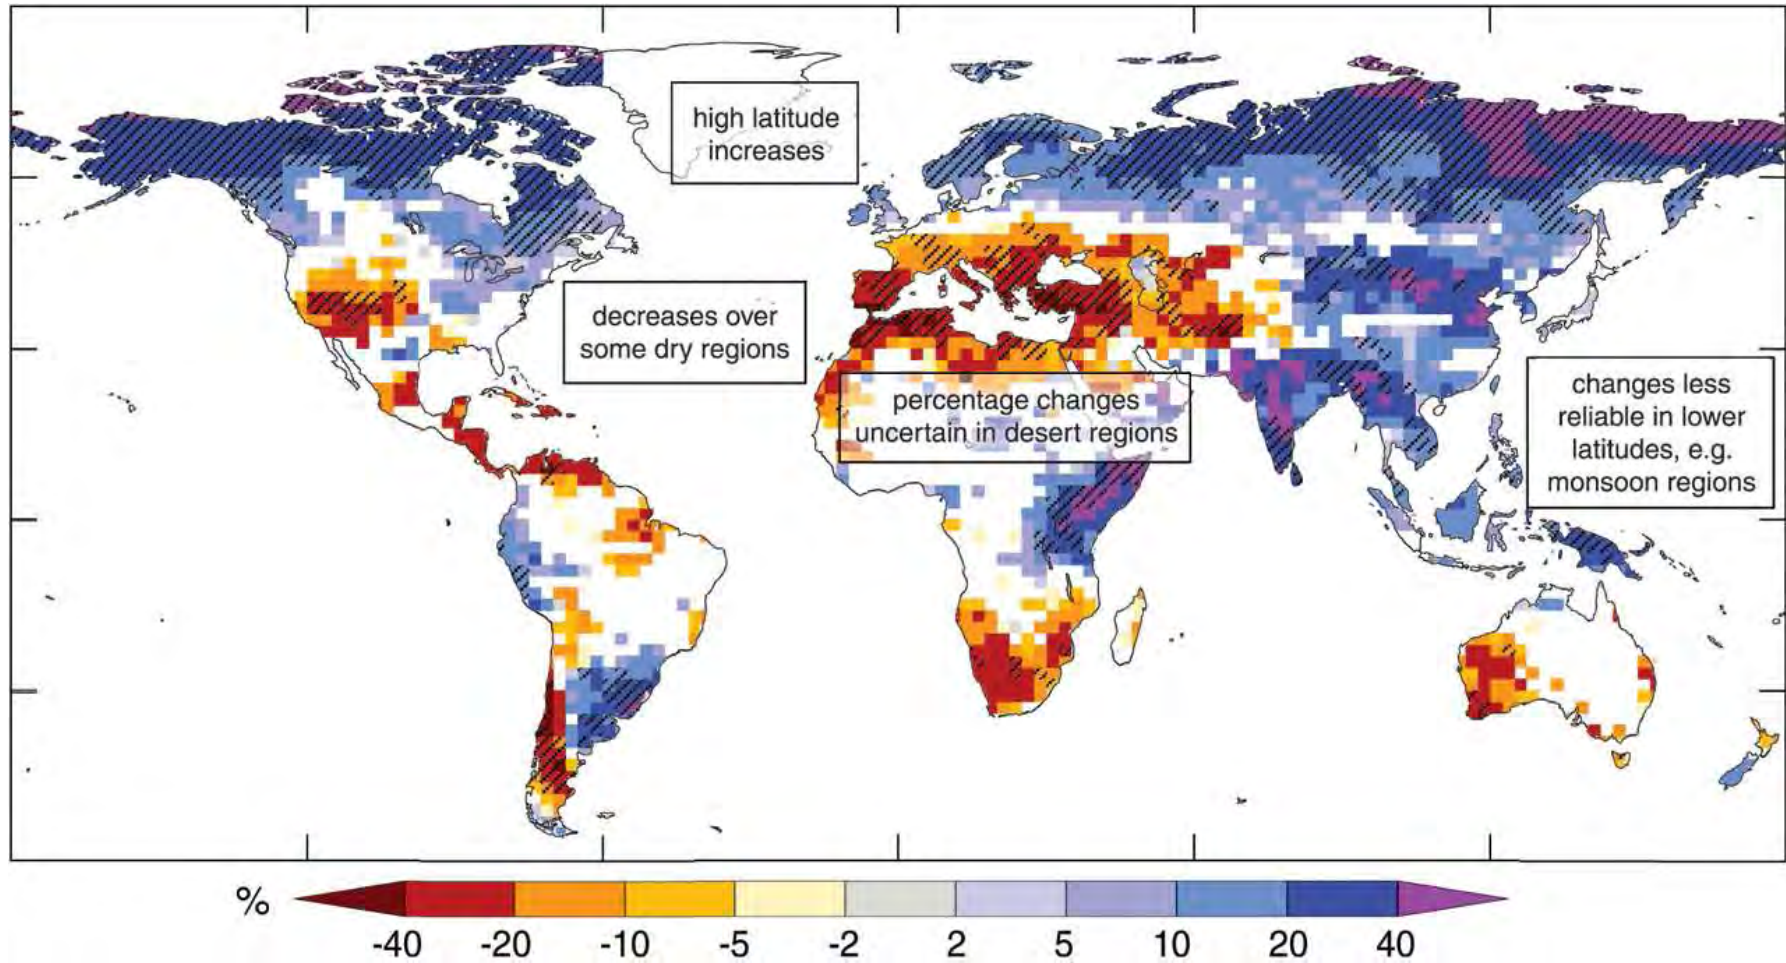 high latitude
increases
decreases over
some dry regions
percentage changes
uncertain in desert regions
changes less
reliable in lower
latitudes, e.g.
monsoon regions
%
-40 -20 -10 -5 -2 2 5 10 20 40